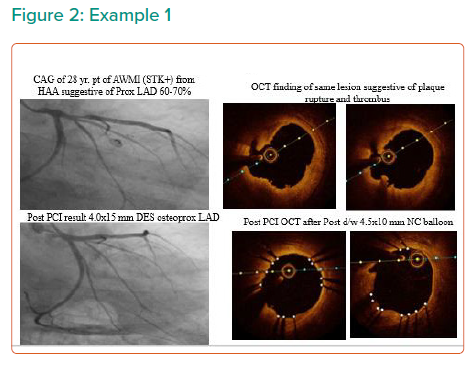 Figure 2: Example 1
CAG of 28 yr. pt of AWMI (STK+) from
HAA suggestive of Prox LAD 60-70%
OCT finding of same lesion suggestive of plaque
rupture and thrombus
Post PCI result 4.0x15 mm DES osteoprox LAD
Post PCI OCT after Post d/w 4.5x10 mm NC balloon